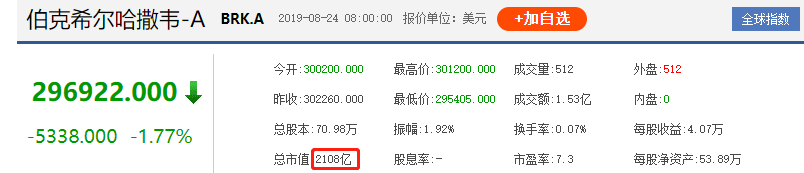 伯克希尔哈撒韦-A BRK.A 2019-08-24 08:00:00 报价单位：美元 +加自选 全球指数
296922.000
-5338.000 -1.77%
今开:300200.000 最高价:301200.000 成交量:512 外盘:512
昨收:302260.000 最低价:295405.000 成交额:1.53亿 内盘:0
总股本:70.98万 振幅:1.92% 换手率:0.07% 每股收益:4.07万
总市值 2108亿 股息率:- 市盈率:7.3 每股净资产:53.89万